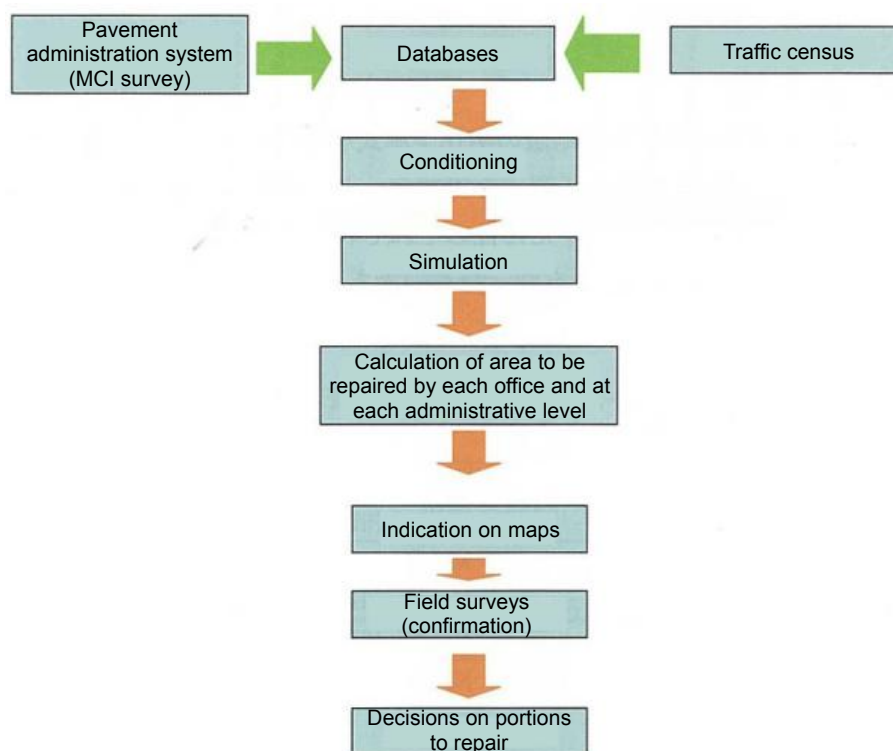 Pavement
administration system
(MCI survey)
Databases
Traffic census
Conditioning
Simulation
Calculation of area to be
repaired by each office and at
each administrative level
Indication on maps
Field surveys
(confirmation)
Decisions on portions
to repair